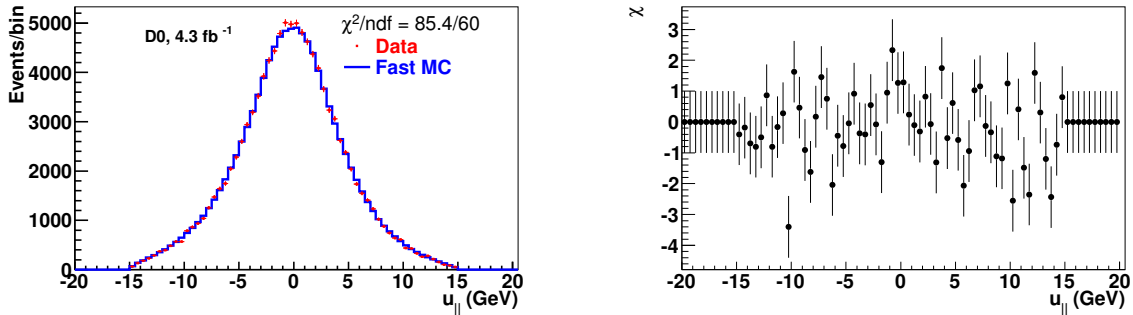 Events/bin
5000
4000
3000
2000
1000
0
D0, 4.3 fb⁻¹
χ²/ndf = 85.4/60
Data
Fast MC
-20 -15 -10 -5 0 5 10 15 20
u|| (GeV)
χ
3
2
1
0
-1
-2
-3
-4
-20 -15 -10 -5 0 5 10 15 20
u|| (GeV)